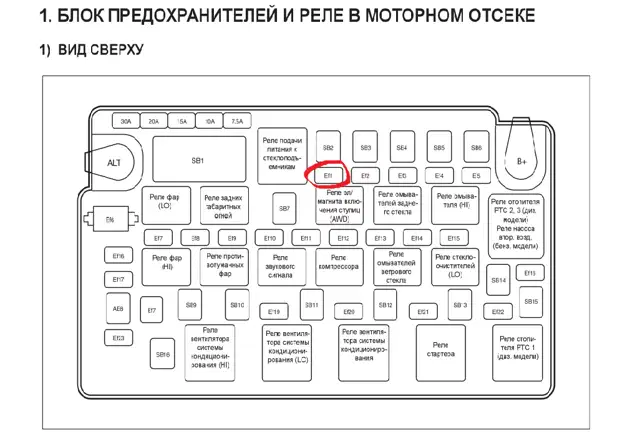 1. БЛОК ПРЕДОХРАНИТЕЛЕЙ И РЕЛЕ В МОТОРНОМ ОТСЕКЕ
1) ВИД СВЕРХУ
30A 20A 15A 10A 7.5A
ALT
SB1
Реле подачи
питания к
стеклоподъ-
емникам
SB2 SB3 SB4 SB5 SB6
B+
Ef1 Ef2 Ef3 Ef4 Ef5
Ef6
Реле фар
(LO)
Реле задних
габаритных
огней
SB7
Реле эл/
магнита вклю-
чения ступиц
(AWD)
Реле омыва-
телей заднег-
о стекла
Реле омыва-
теля (HI)
Реле отопителя
PTC 2, 3 (диз.
модели)
Реле насоса
втор. возд.
(бенз. модели)
Ef7 Ef8 Ef9 Ef10 Ef11 Ef12 Ef13 Ef14 Ef15
Ef16
Ef17
Реле фар
(HI)
Реле проти-
вотуманных
фар
Реле
звукового
сигнала
Реле
компрессора
Реле
омывателей
ветрового
стекла
Реле стекло-
очистителей
(LO)
SB14
SB15
AEB
Ef7
SB9 SB10 Ef19 SB11 Ef20 SB12 Ef21 SB13 Ef22
Ef23
SB16
Реле
вентилятора
системы
кондициони-
рования (HI)
Реле вентиля-
тора системы
кондициони-
рования (LO)
Реле вентиля-
тора системы
кондициониро-
вания
Реле
стартера
Реле отопи-
теля PTC 1
(диз. модели)